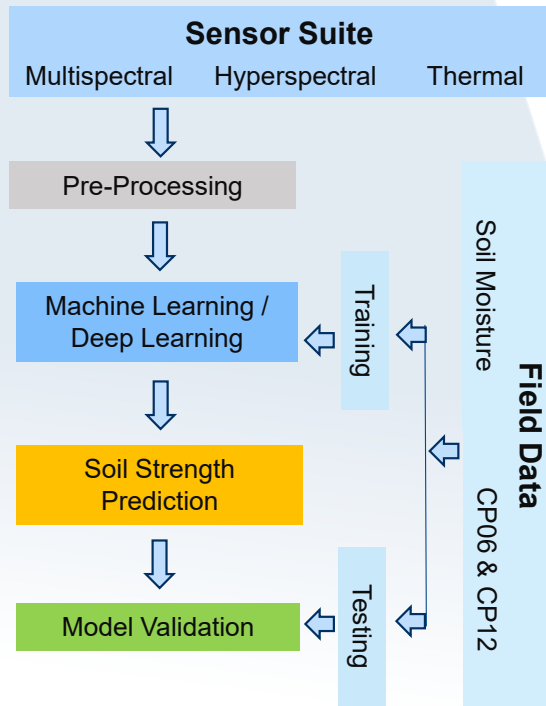 Sensor Suite
Multispectral Hyperspectral Thermal
Pre-Processing
Machine Learning /
Deep Learning
Training
Soil Strength
Prediction
Model Validation
Testing
Soil Moisture
CP06 & CP12
Field Data